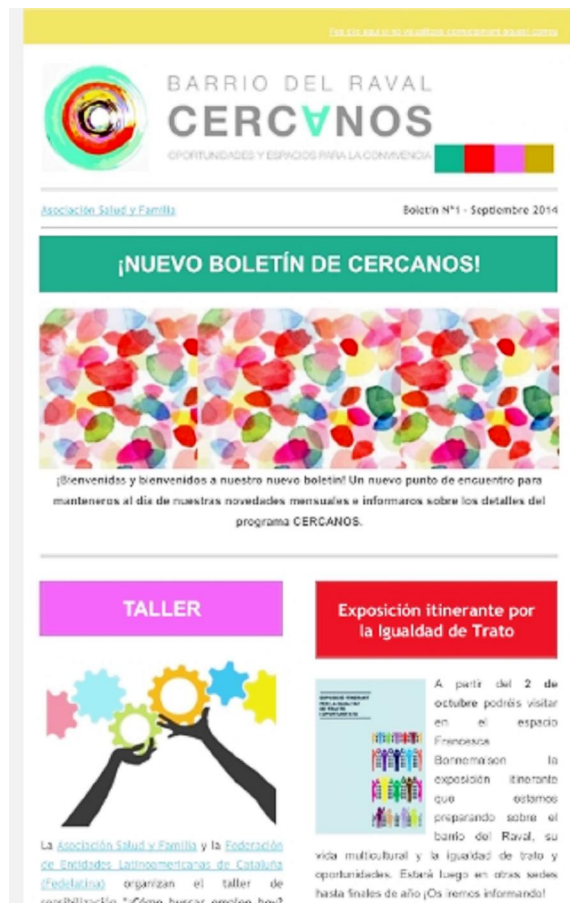 BARRIO DEL RAVAL
CERCANOS
OPORTUNIDADES Y ESPACIOS PARA LA CONVIVENCIA
Asociación Salud y Familia
Boletín Nº1 - Septiembre 2014
¡NUEVO BOLETÍN DE CERCANOS!
¡Bienvenidas y bienvenidos a nuestro nuevo boletín! Un nuevo punto de encuentro para
manteneros al día de nuestras novedades mensuales e informaros sobre los detalles del
programa CERCANOS.
TALLER
La Asociación Salud y Familia y la Federación
de Entidades Latinoamericanas de Cataluña
(Fedelatina) organizan el taller de
sensibilización "¿Cómo buscar empleo hoy?
Exposición itinerante por
la Igualdad de Trato
A partir del 2 de
octubre podréis visitar
en el espacio
Francesca
Bonnemaison la
exposición itinerante
que estamos
preparando sobre el
barrio del Raval, su
vida multicultural y la igualdad de trato y
oportunidades. Estará luego en otras sedes
hasta finales de año ¡Os iremos informando!